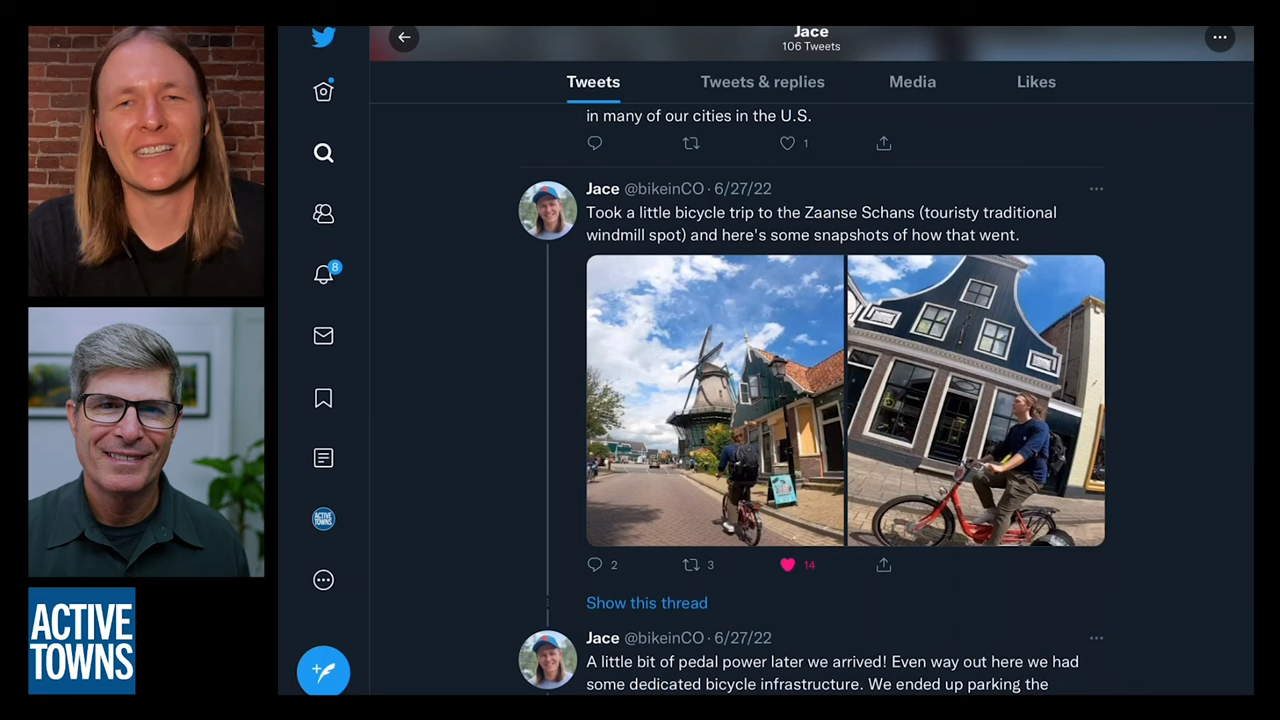 Jace
106 Tweets
Tweets
Tweets & replies
Media
Likes
in many of our cities in the U.S.
1
Jace @bikeinCO · 6/27/22
Took a little bicycle trip to the Zaanse Schans (touristy traditional
windmill spot) and here's some snapshots of how that went.
2
3
14
Show this thread
Jace @bikeinCO · 6/27/22
A little bit of pedal power later we arrived! Even way out here we had
some dedicated bicycle infrastructure. We ended up parking the
8
ACTIVE
TOWNS
ACTIVE
TOWNS